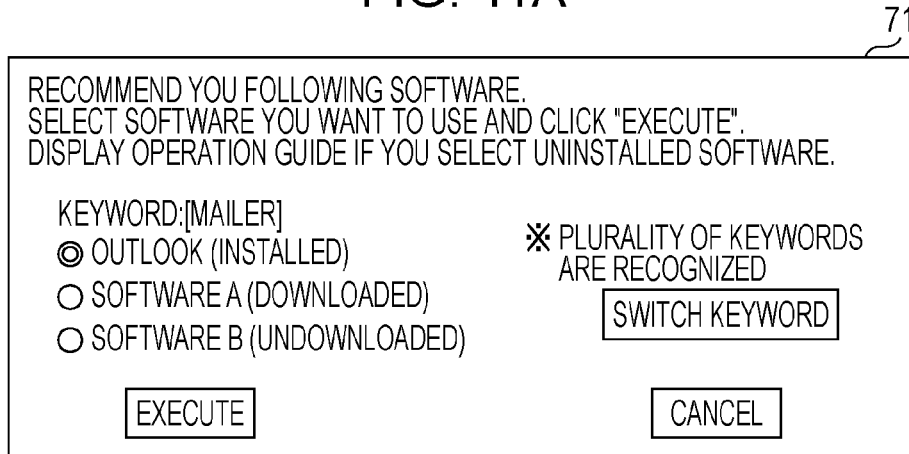 71
RECOMMEND YOU FOLLOWING SOFTWARE.
SELECT SOFTWARE YOU WANT TO USE AND CLICK "EXECUTE".
DISPLAY OPERATION GUIDE IF YOU SELECT UNINSTALLED SOFTWARE.
KEYWORD:[MAILER]
◎ OUTLOOK (INSTALLED)
○ SOFTWARE A (DOWNLOADED)
○ SOFTWARE B (UNDOWNLOADED)
※ PLURALITY OF KEYWORDS
ARE RECOGNIZED
SWITCH KEYWORD
EXECUTE
CANCEL